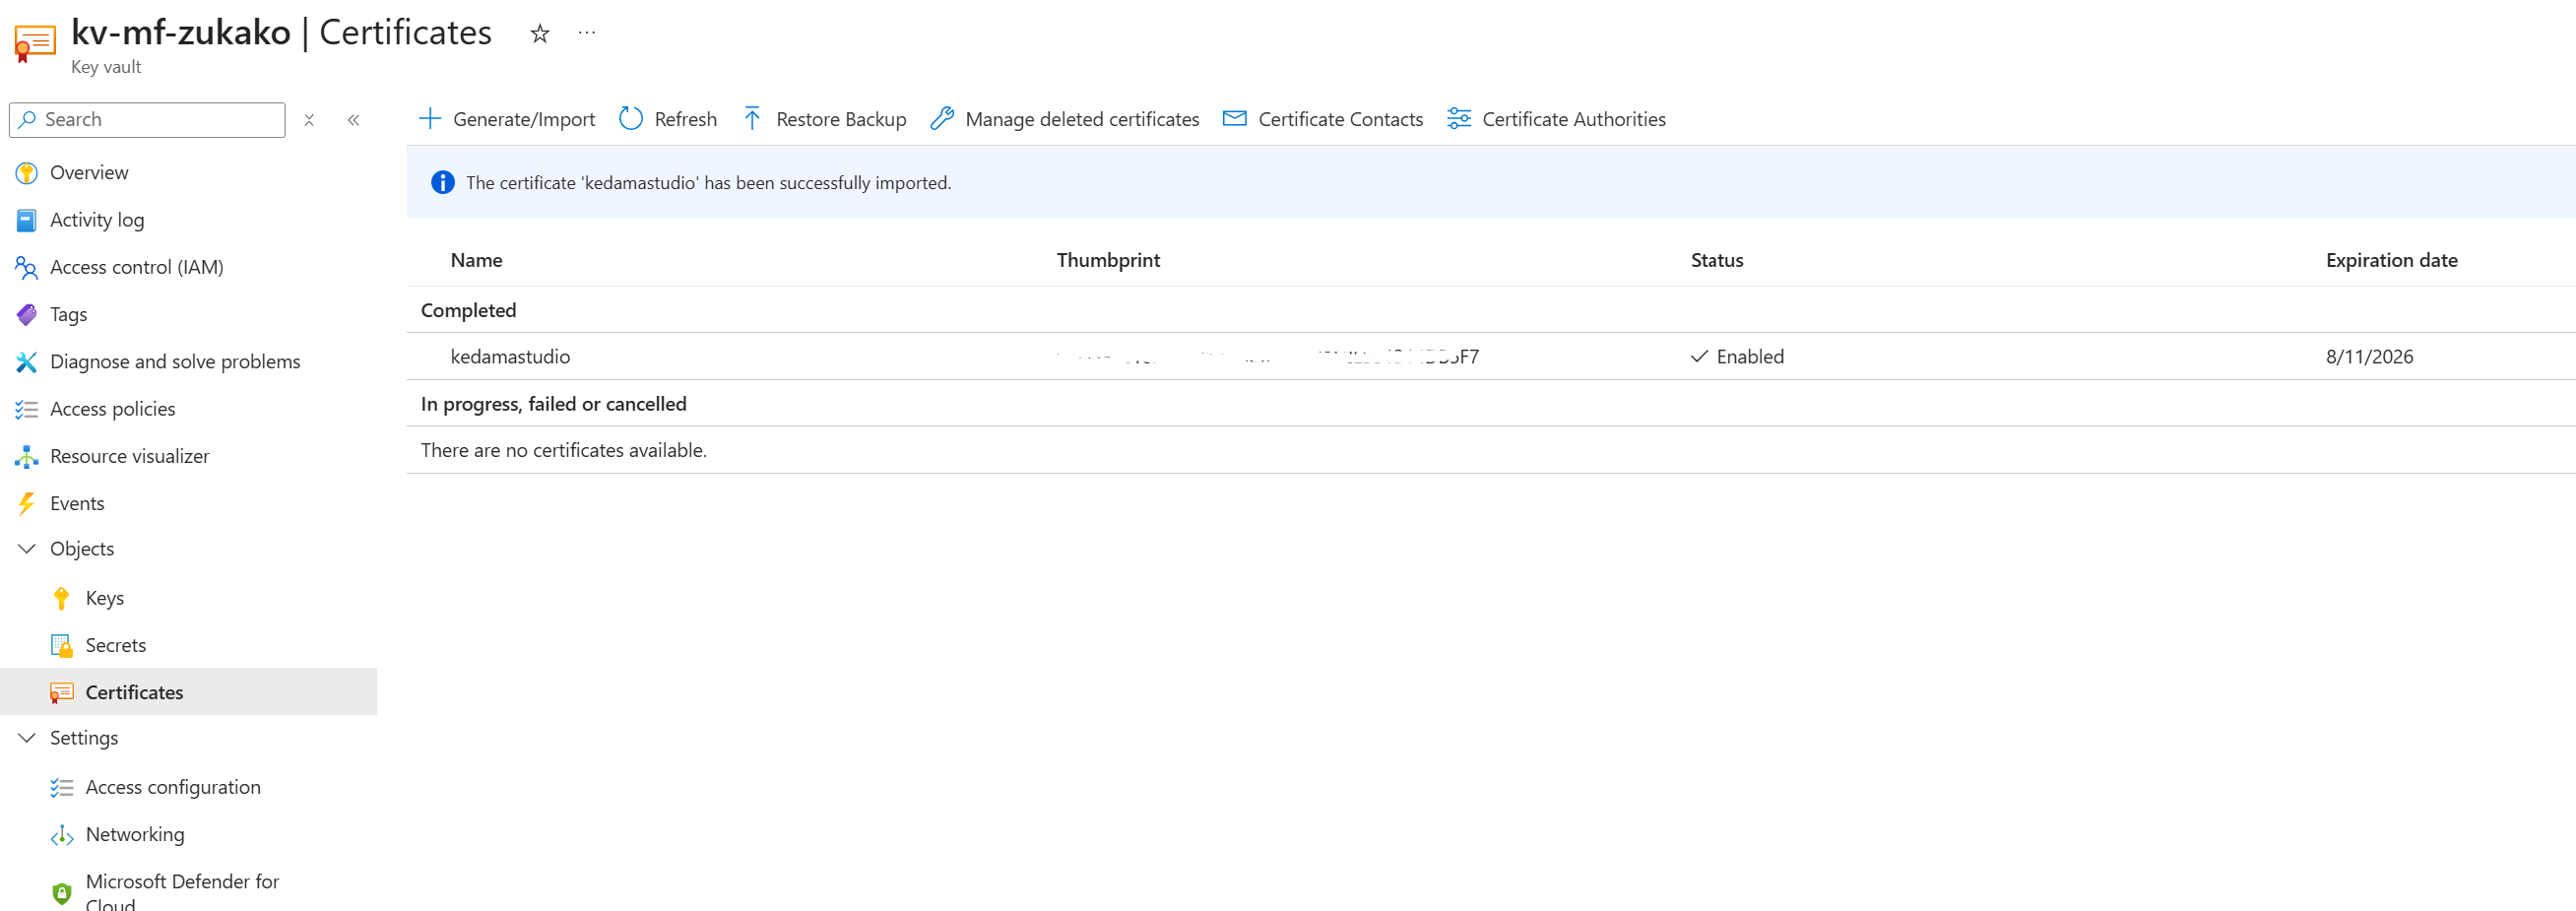 kv-mf-zukako | Certificates
Key vault
Search
Generate/Import Refresh Restore Backup Manage deleted certificates Certificate Contacts Certificate Authorities
Overview
Activity log
Access control (IAM)
Tags
Diagnose and solve problems
Access policies
Resource visualizer
Events
Objects
Keys
Secrets
Certificates
Settings
Access configuration
Networking
Microsoft Defender for
Cloud
The certificate 'kedamastudio' has been successfully imported.
Name Thumbprint Status Expiration date
Completed
kedamastudio Enabled 8/11/2026
In progress, failed or cancelled
There are no certificates available.